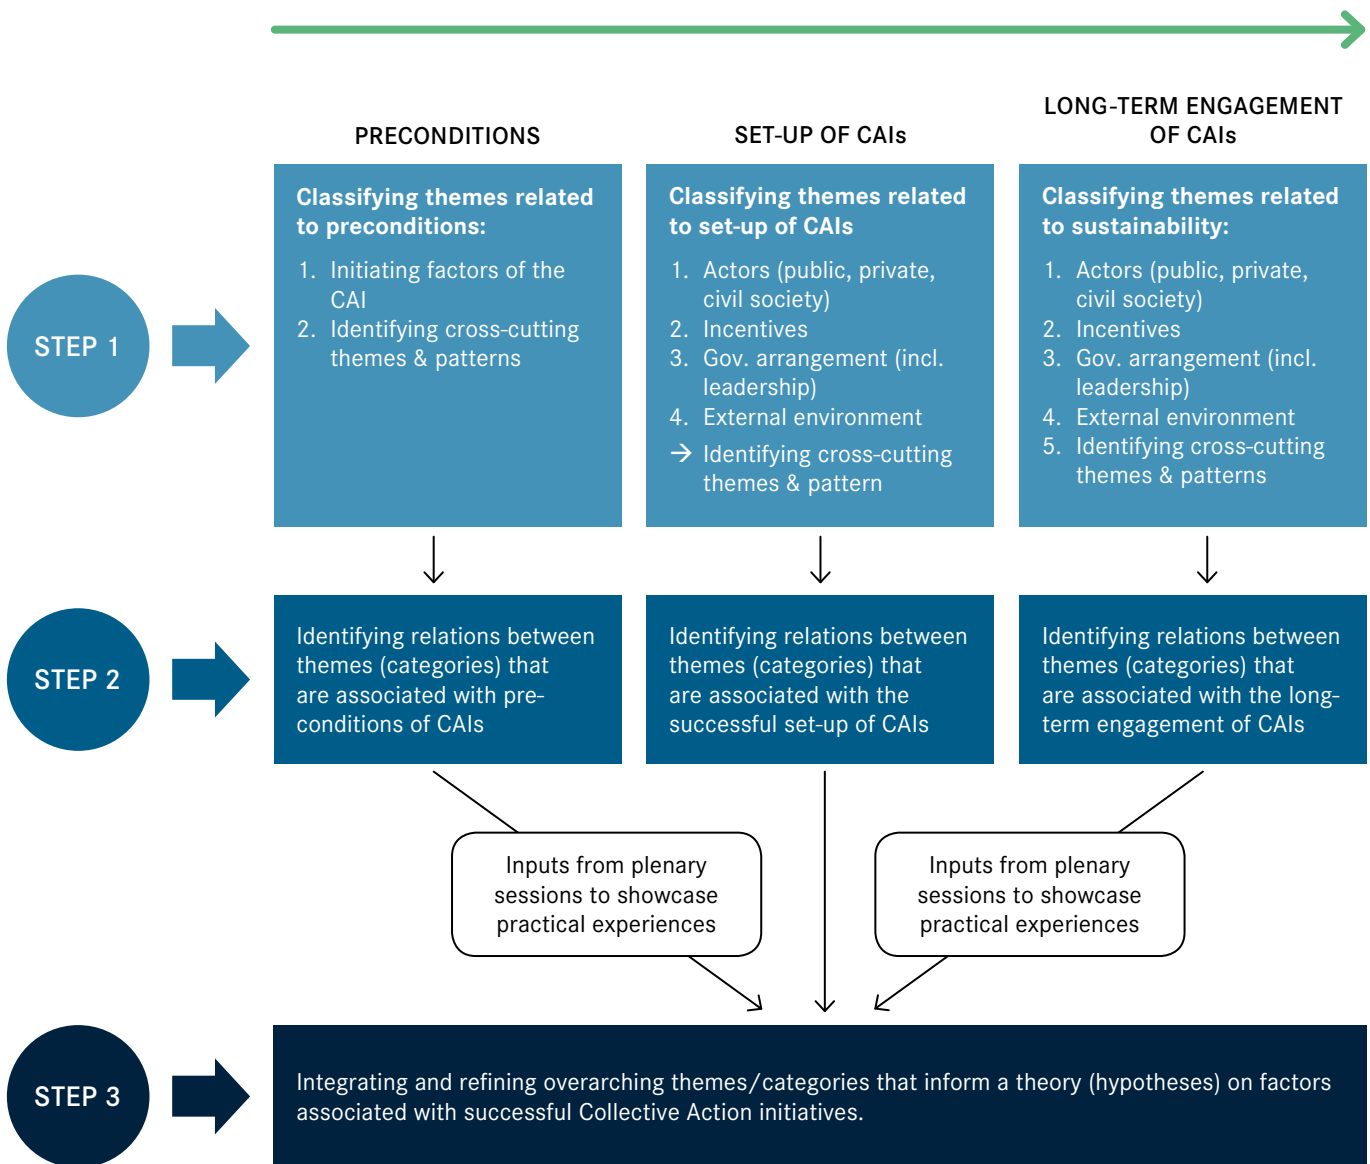 PRECONDITIONS
SET-UP OF CAIs
LONG-TERM ENGAGEMENT
OF CAIs
STEP 1
Classifying themes related
to preconditions:
1. Initiating factors of the
CAI
2. Identifying cross-cutting
themes & patterns
Classifying themes related
to set-up of CAIs
1. Actors (public, private,
civil society)
2. Incentives
3. Gov. arrangement (incl.
leadership)
4. External environment
→ Identifying cross-cutting
themes & pattern
Classifying themes related
to sustainability:
1. Actors (public, private,
civil society)
2. Incentives
3. Gov. arrangement (incl.
leadership)
4. External environment
5. Identifying cross-cutting
themes & patterns
STEP 2
Identifying relations between
themes (categories) that
are associated with pre-
conditions of CAIs
Identifying relations between
themes (categories) that
are associated with the
successful set-up of CAIs
Identifying relations between
themes (categories) that
are associated with the long-
term engagement of CAIs
Inputs from plenary
sessions to showcase
practical experiences
Inputs from plenary
sessions to showcase
practical experiences
STEP 3
Integrating and refining overarching themes/categories that inform a theory (hypotheses) on factors
associated with successful Collective Action initiatives.